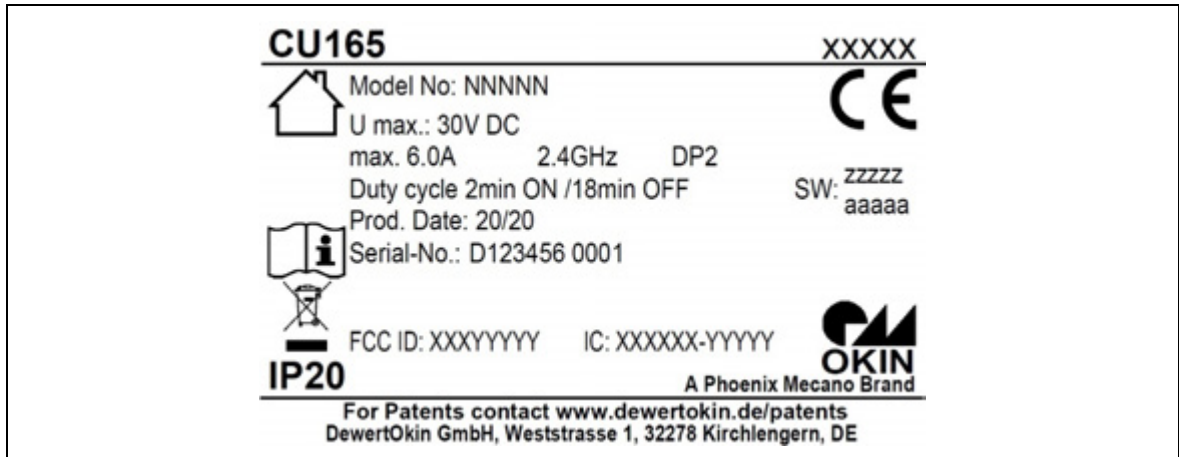 CU165 XXXXX
Model No: NNNNN
CE
U max.: 30V DC
max. 6.0A 2.4GHz DP2
Duty cycle 2min ON /18min OFF
SW: zzzzz
aaaaa
Prod. Date: 20/20
i
Serial-No.: D123456 0001
FCC ID: XXXYYYYY IC: XXXXXX-YYYYY
OKIN
IP20
A Phoenix Mecano Brand
For Patents contact www.dewertokin.de/patents
DewertOkin GmbH, Weststrasse 1, 32278 Kirchlengern, DE